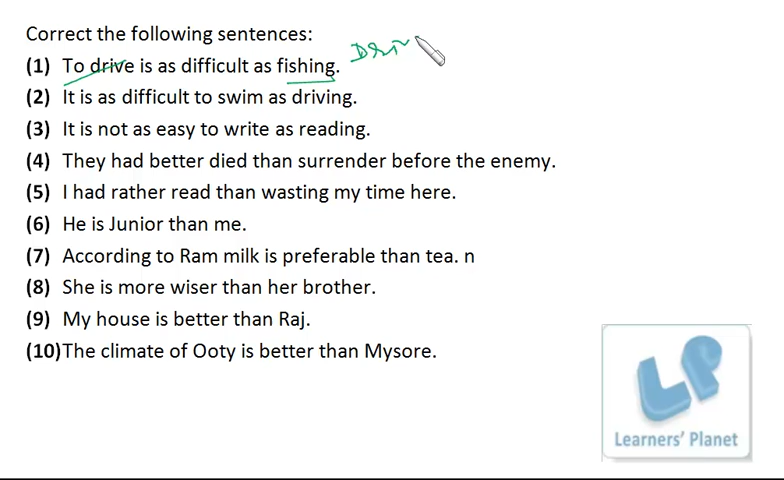 Correct the following sentences:
(1) To drive is as difficult as fishing. Driv
(2) It is as difficult to swim as driving.
(3) It is not as easy to write as reading.
(4) They had better died than surrender before the enemy.
(5) I had rather read than wasting my time here.
(6) He is Junior than me.
(7) According to Ram milk is preferable than tea. n
(8) She is more wiser than her brother.
(9) My house is better than Raj.
(10)The climate of Ooty is better than Mysore.
LP
Learners' Planet